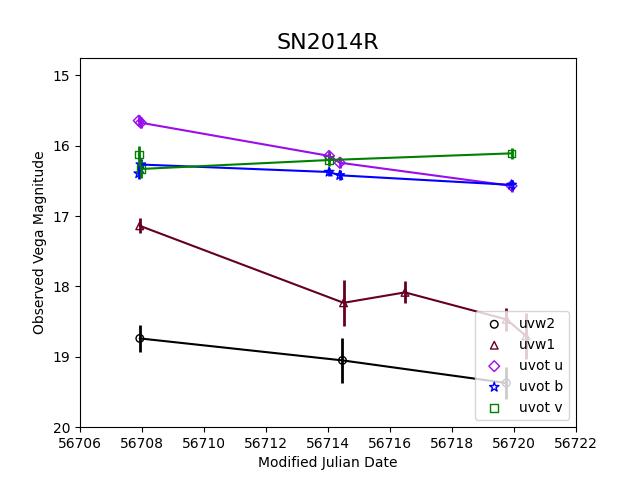 SN2014R
Observed Vega Magnitude
15
16
17
18
19
20
56706 56708 56710 56712 56714 56716 56718 56720 56722
Modified Julian Date
uvw2
uvw1
uvot u
uvot b
uvot v